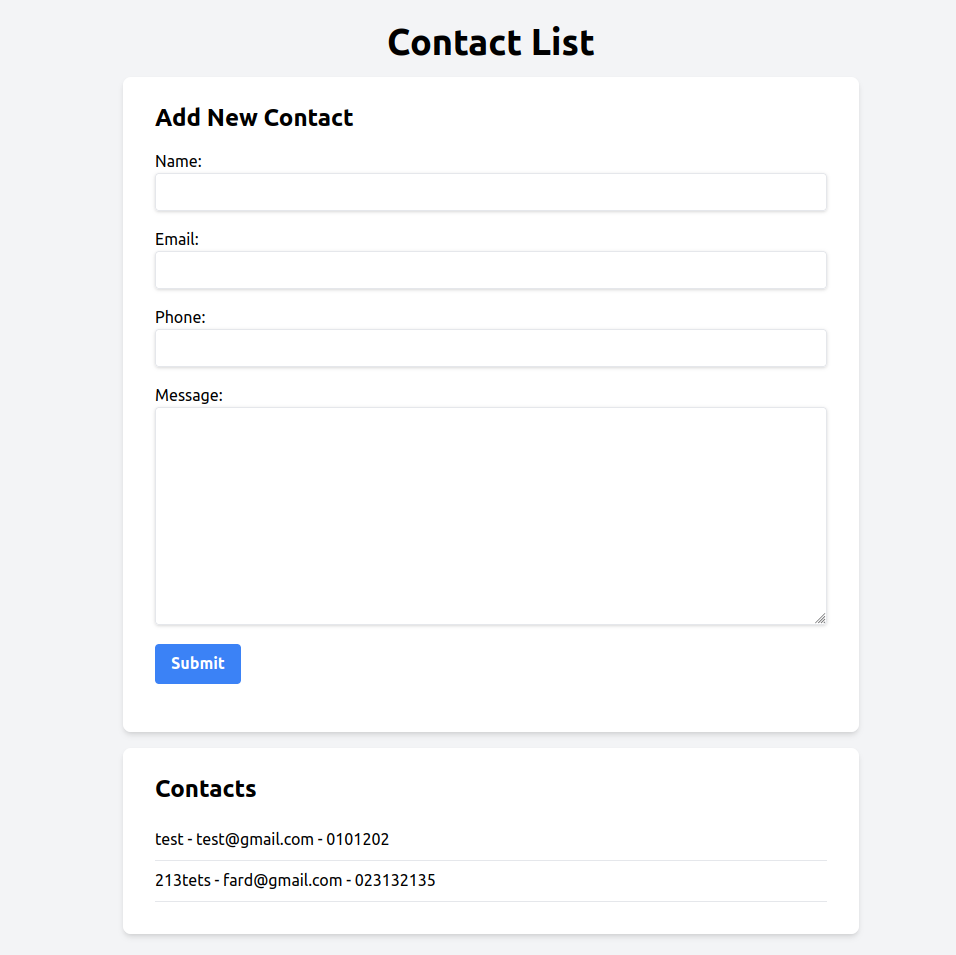 Contact List
Add New Contact
Name:
Email:
Phone:
Message:
Submit
Contacts
test - test@gmail.com - 0101202
213tets - fard@gmail.com - 023132135